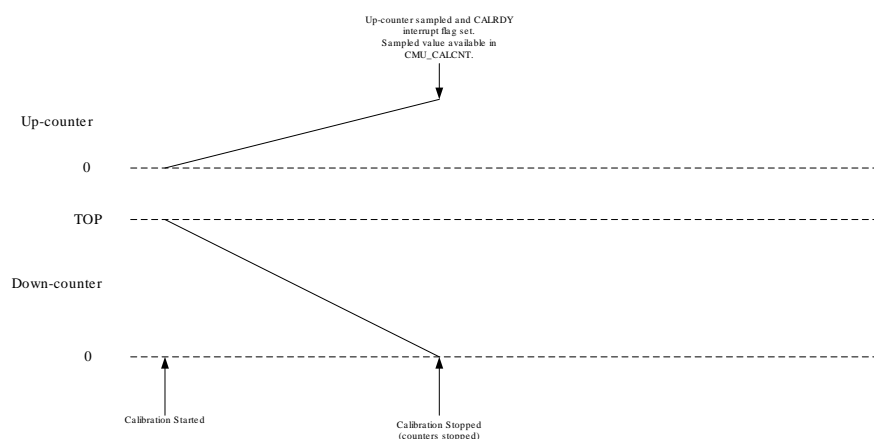 Up-counter sampled and CALRDY
interrupt flag set.
Sampled value available in
CMU_CALCNT.
Up-counter
0
TOP
Down-counter
0
Calibration Started
Calibration Stopped
(counters stopped)